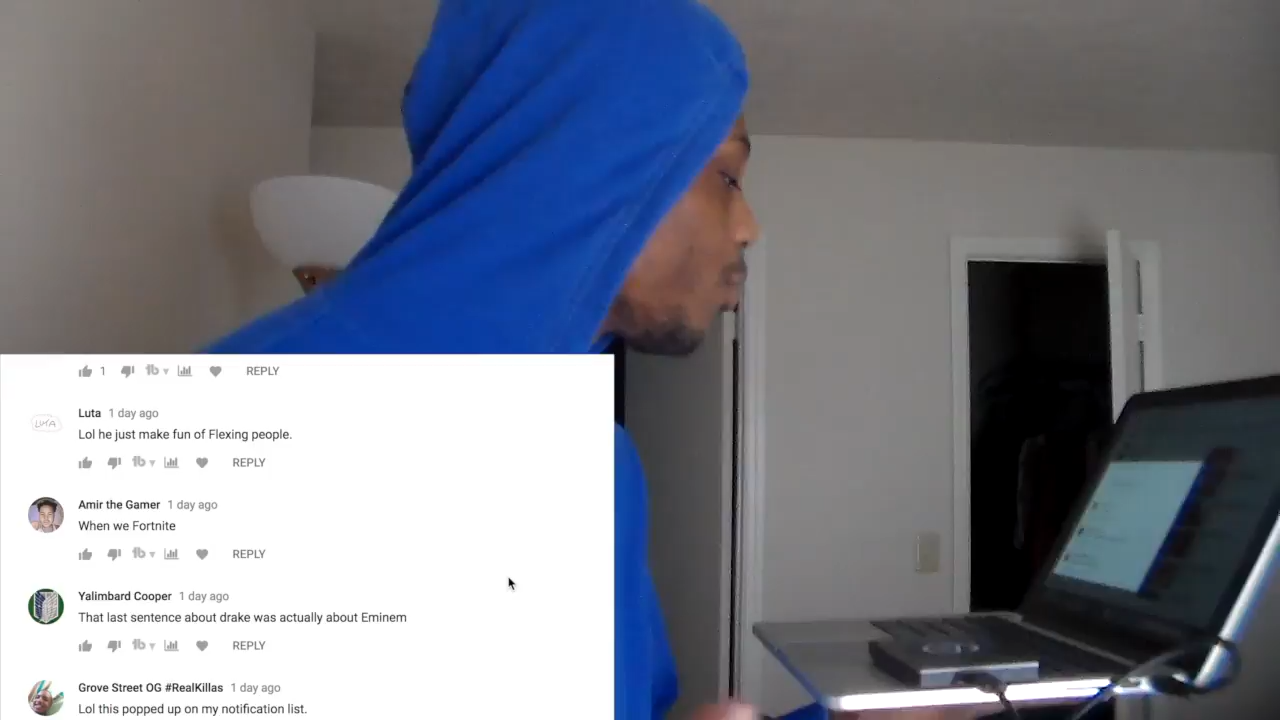 1 REPLY
Luta 1 day ago
Lol he just make fun of Flexing people.
REPLY
Amir the Gamer 1 day ago
When we Fortnite
REPLY
Yalimbard Cooper 1 day ago
That last sentence about drake was actually about Eminem
REPLY
Grove Street OG #RealKillas 1 day ago
Lol this popped up on my notification list.